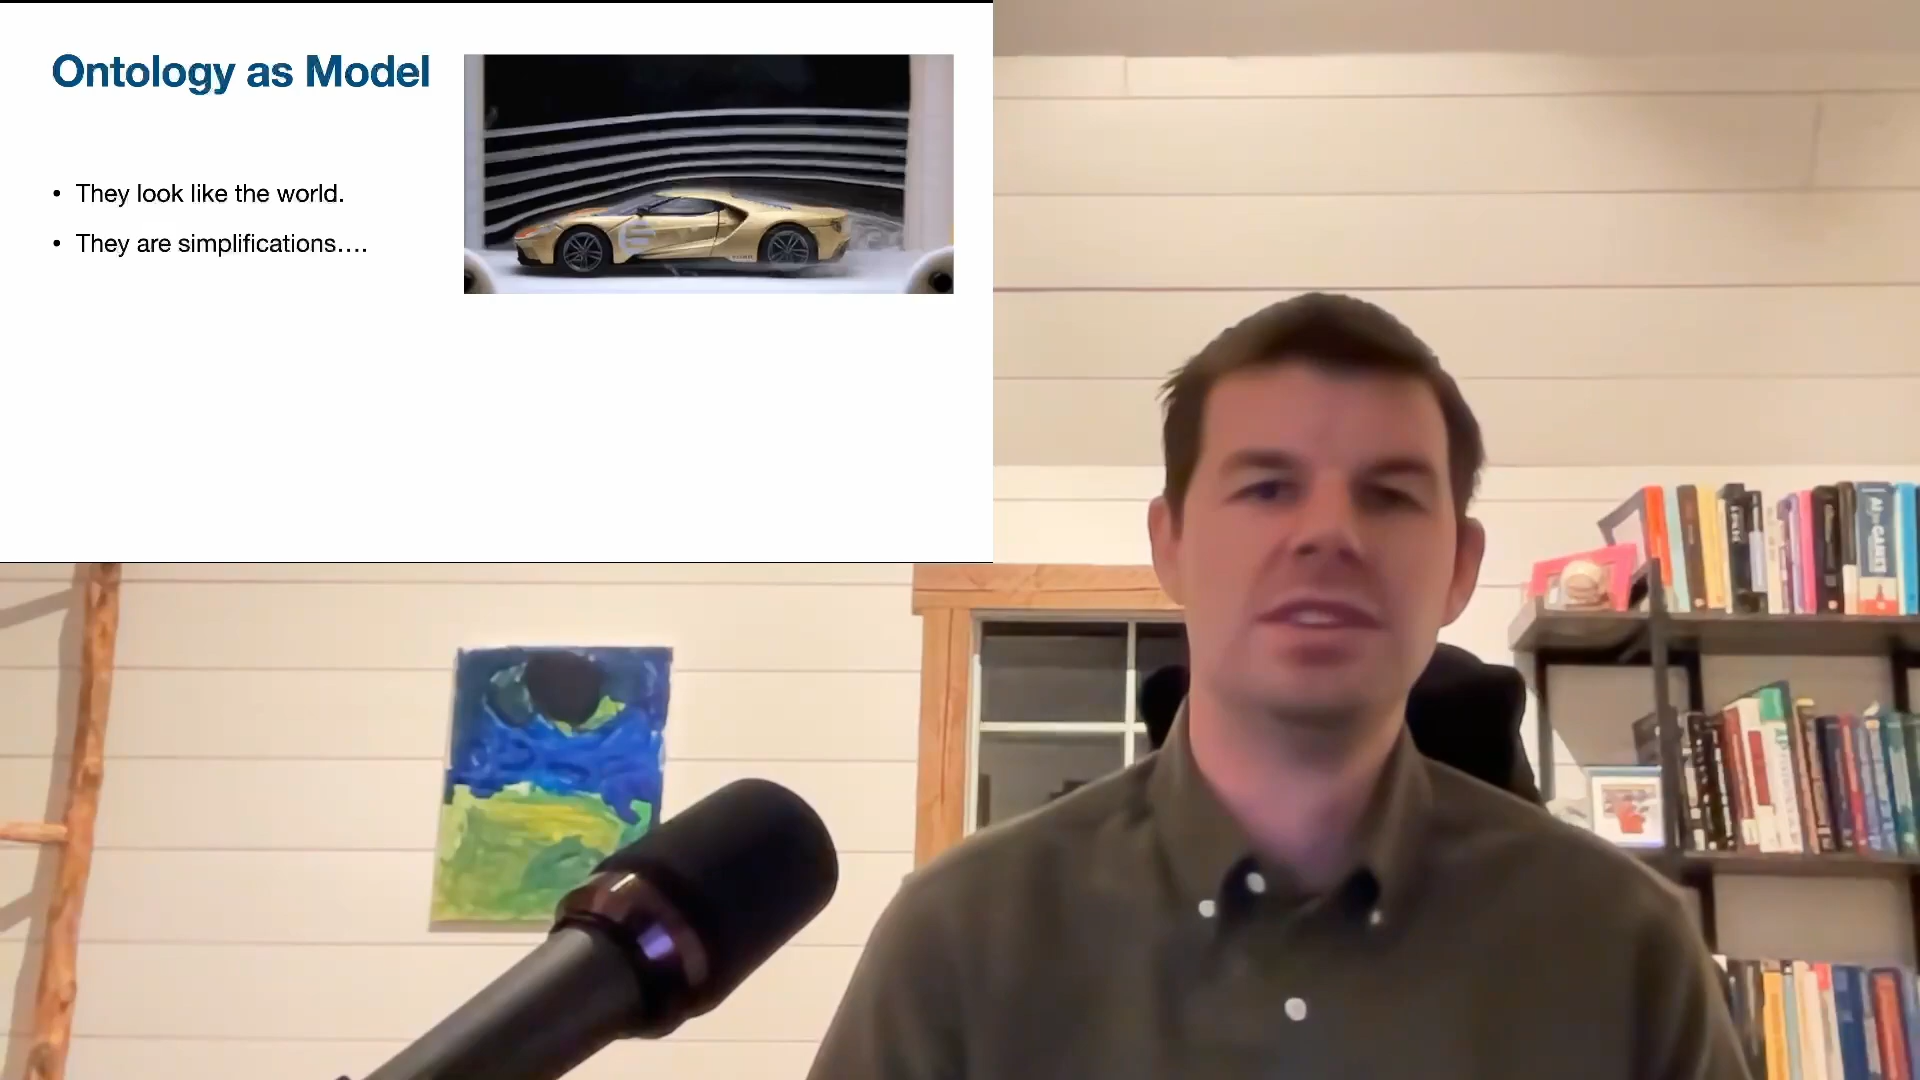 Ontology as Model
• They look like the world.
• They are simplifications….